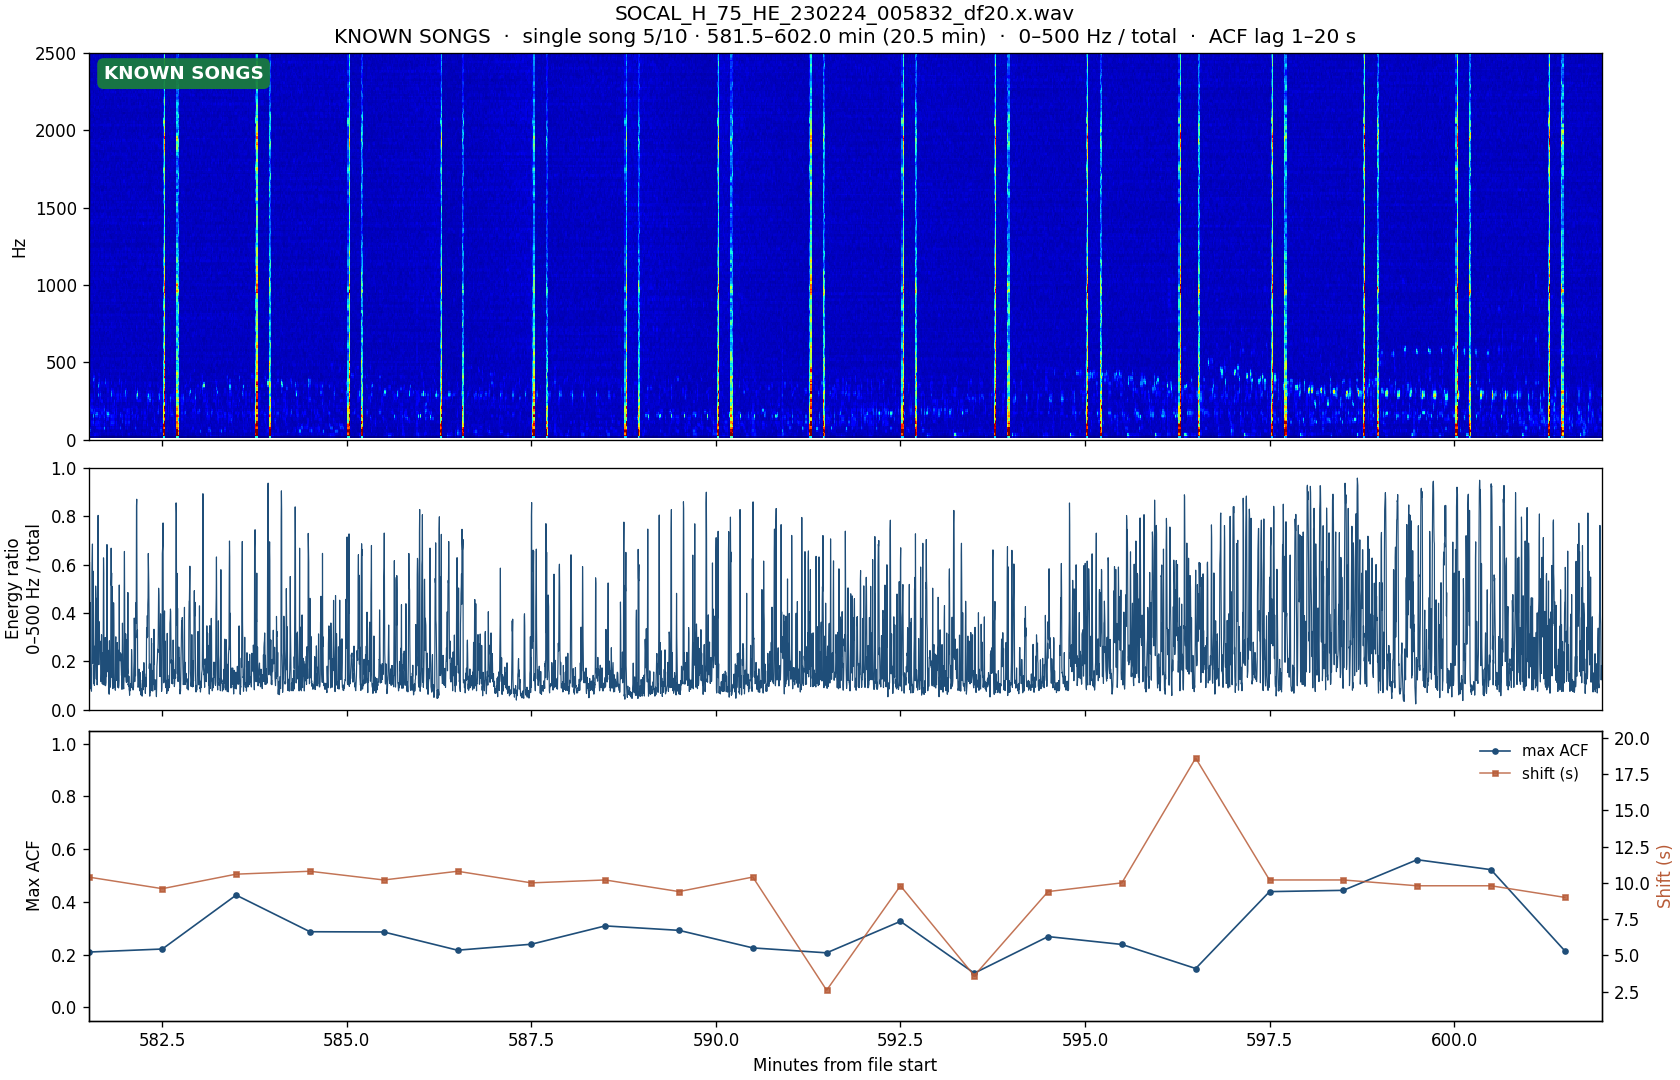 SOCAL_H_75_HE_230224_005832_df20.x.wav
KNOWN SONGS · single song 5/10 · 581.5–602.0 min (20.5 min) · 0–500 Hz / total · ACF lag 1–20 s
KNOWN SONGS
2500
2000
1500
1000
500
0
Hz
1.0
0.8
0.6
0.4
0.2
0.0
Energy ratio
0–500 Hz / total
max ACF
shift (s)
1.0
0.8
0.6
0.4
0.2
0.0
Max ACF
20.0
17.5
15.0
12.5
10.0
7.5
5.0
2.5
Shift (s)
582.5 585.0 587.5 590.0 592.5 595.0 597.5 600.0
Minutes from file start